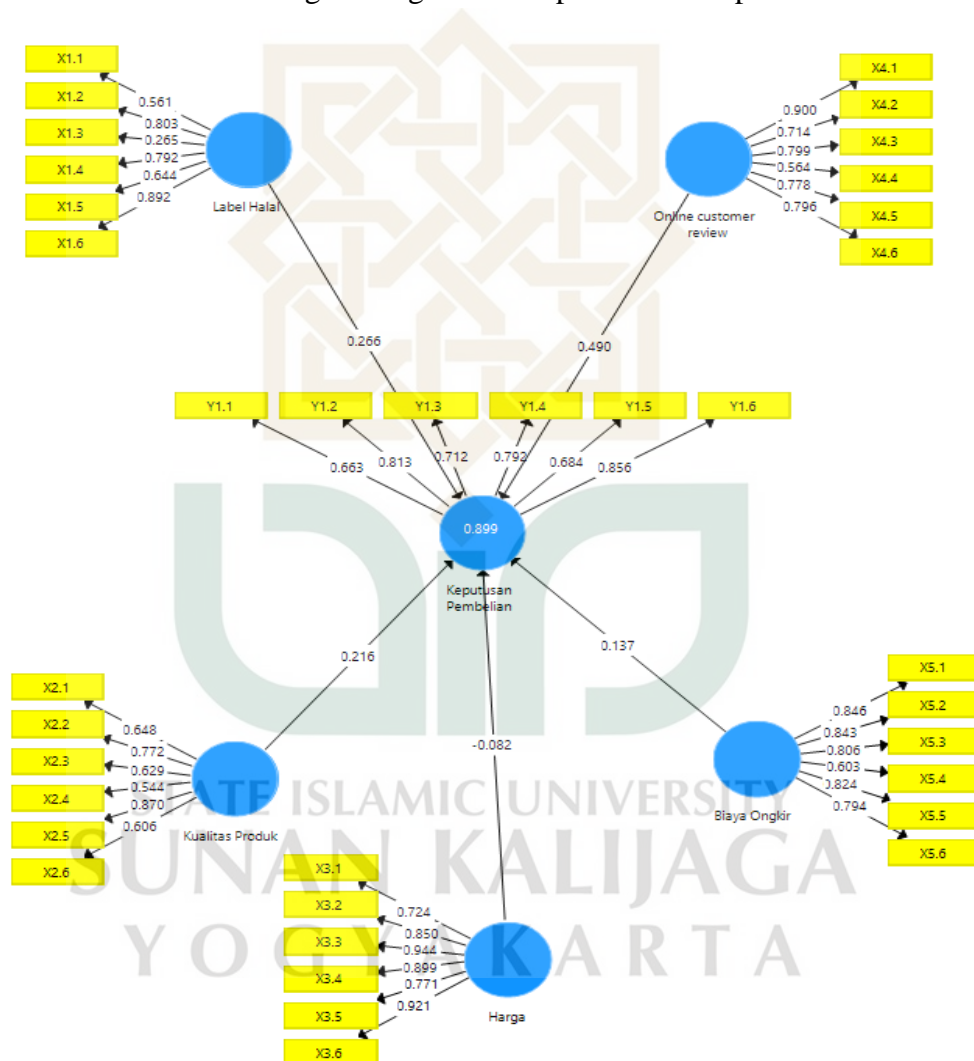 X1.1
X1.2
X1.3
X1.4
X1.5
X1.6
0.561
0.803
0.265
0.792
0.644
0.892
Label Halal
X4.1
X4.2
X4.3
X4.4
X4.5
X4.6
0.900
0.714
0.799
0.564
0.778
0.796
Online customer
review
0.266
0.490
Y1.1
Y1.2
Y1.3
Y1.4
Y1.5
Y1.6
0.663
0.813
0.712
0.792
0.684
0.856
0.899
Keputusan
Pembelian
0.216
0.137
-0.082
X2.1
X2.2
X2.3
X2.4
X2.5
X2.6
0.648
0.772
0.629
0.544
0.870
0.606
Kualitas Produk
X5.1
X5.2
X5.3
X5.4
X5.5
X5.6
0.846
0.843
0.806
0.603
0.824
0.794
Biaya Ongkir
X3.1
X3.2
X3.3
X3.4
X3.5
X3.6
0.724
0.850
0.944
0.899
0.771
0.921
Harga
STATE ISLAMIC UNIVERSITY
SUNAN KALIJAGA
YOGYAKARTA